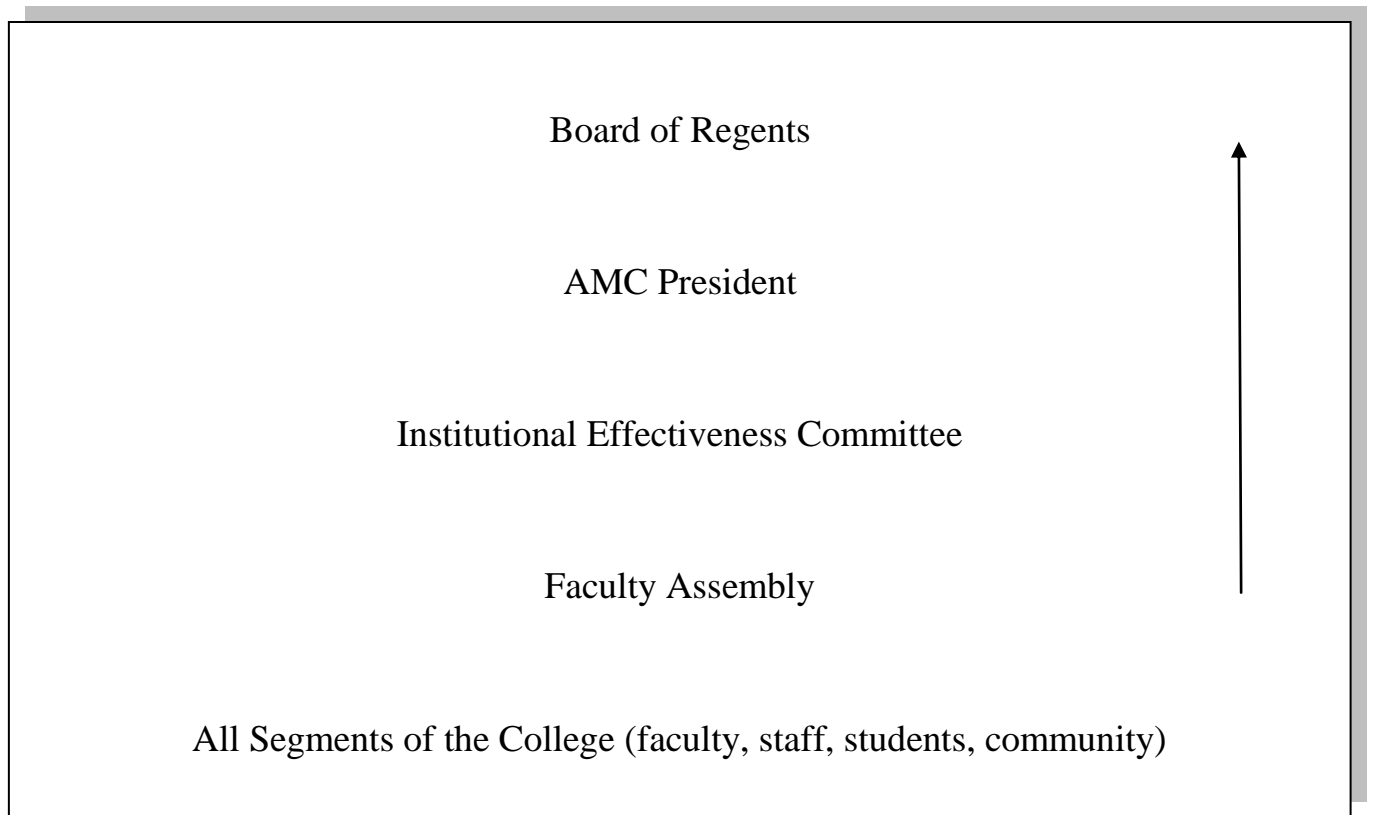 Board of Regents
AMC President
Institutional Effectiveness Committee
Faculty Assembly
All Segments of the College (faculty, staff, students, community)